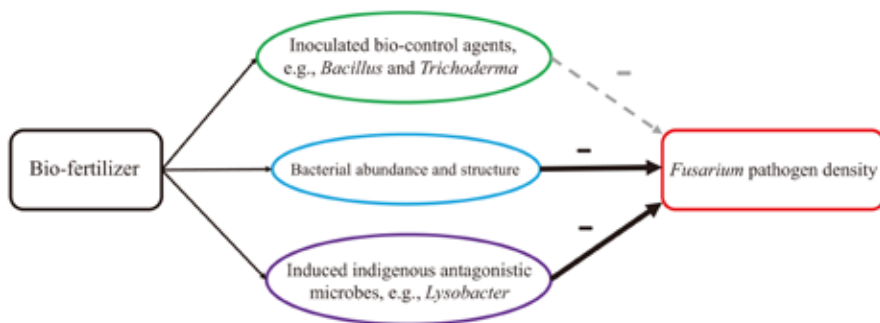 Inoculated bio-control agents,
e.g., Bacillus and Trichoderma
–
Bio-fertilizer
Bacterial abundance and structure
–
Fusarium pathogen density
–
Induced indigenous antagonistic
microbes, e.g., Lysobacter